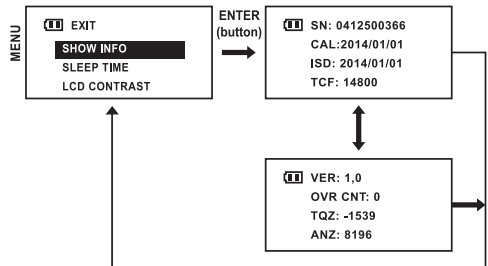 MENU
EXIT
SHOW INFO
SLEEP TIME
LCD CONTRAST
ENTER
(button)
SN: 0412500366
CAL:2014/01/01
ISD: 2014/01/01
TCF: 14800
VER: 1,0
OVR CNT: 0
TQZ: -1539
ANZ: 8196